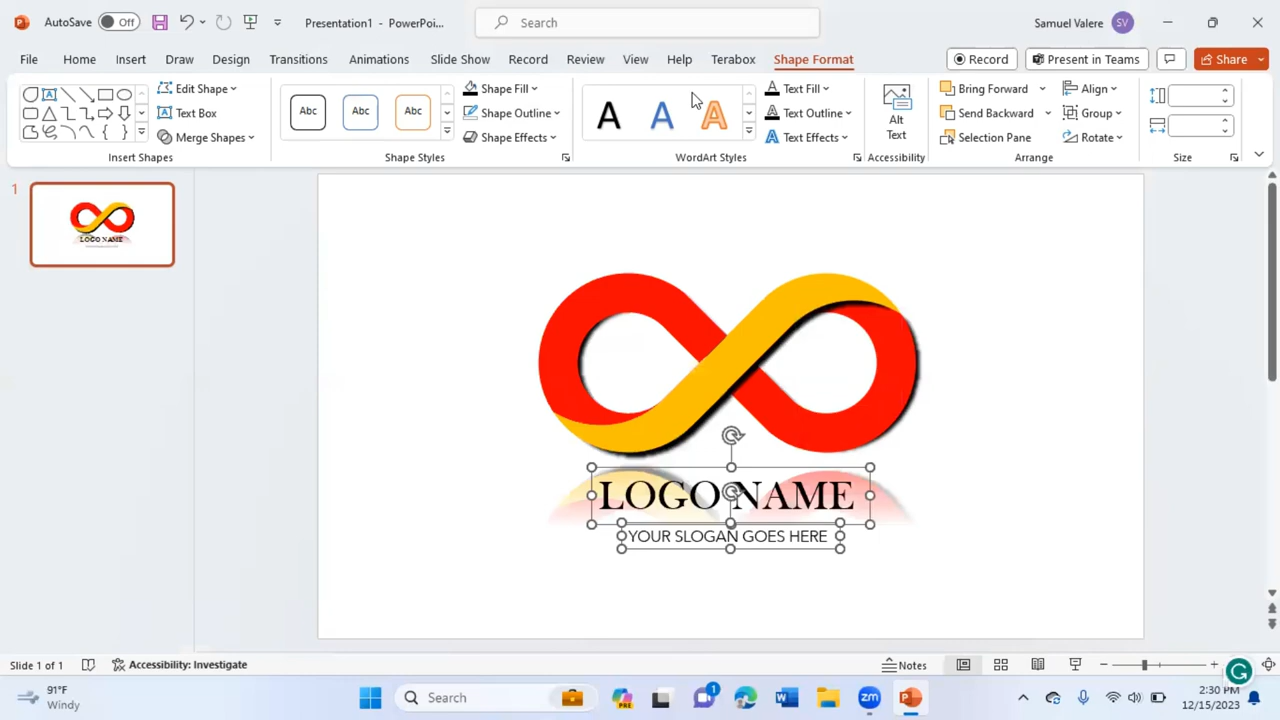 AutoSave Off Presentation1 - PowerPoi... Search Samuel Valere SV
File Home Insert Draw Design Transitions Animations Slide Show Record Review View Help Terabox Shape Format Record Present in Teams Share
Edit Shape
Text Box
Merge Shapes
Insert Shapes
Abc Abc Abc
Shape Fill
Shape Outline
Shape Effects
Shape Styles
A A A
WordArt Styles
Text Fill
Text Outline
Text Effects
Alt
Text
Accessibility
Bring Forward
Send Backward
Selection Pane
Align
Group
Rotate
Arrange
Size
1
LOGO NAME
LOGO NAME
YOUR SLOGAN GOES HERE
Slide 1 of 1 Accessibility: Investigate Notes
91°F
Windy
Search
PRE
1
zm
2:30 PM
12/15/2023